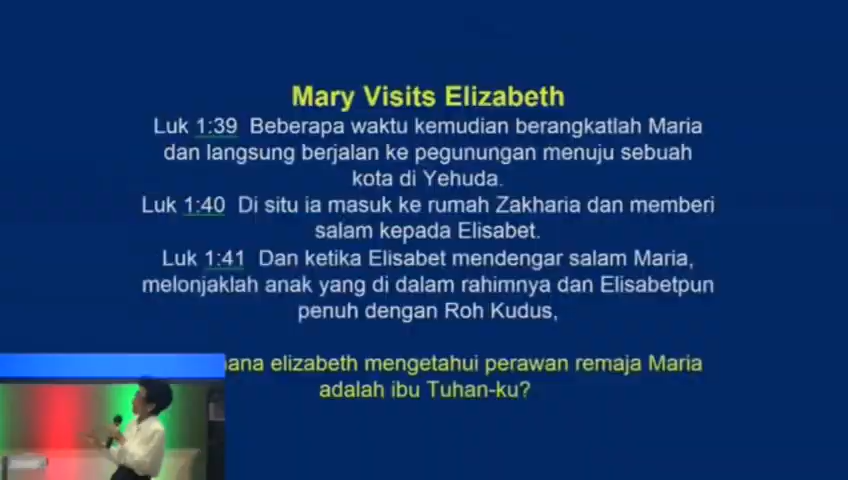 Mary Visits Elizabeth
Luk 1:39 Beberapa waktu kemudian berangkatlah Maria
dan langsung berjalan ke pegunungan menuju sebuah
kota di Yehuda.
Luk 1:40 Di situ ia masuk ke rumah Zakharia dan memberi
salam kepada Elisabet.
Luk 1:41 Dan ketika Elisabet mendengar salam Maria,
melonjaklah anak yang di dalam rahimnya dan Elisabetpun
penuh dengan Roh Kudus,
elizabeth mengetahui perawan remaja Maria
adalah ibu Tuhan-ku?